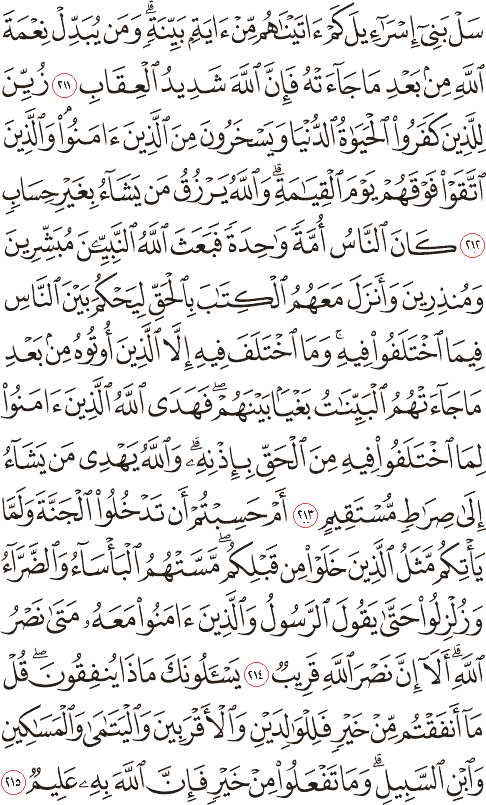 سَلْ بَنِىٓ إِسْرَٰٓءِيلَ كَمْ ءَاتَيْنَٰهُم مِّنْ ءَايَةِۭ بَيِّنَةٍۢ ۗ وَمَن يُبَدِّلْ نِعْمَةَ
ٱللَّهِ مِنۢ بَعْدِ مَا جَآءَتْهُ فَإِنَّ ٱللَّهَ شَدِيدُ ٱلْعِقَابِ ٢١١ زُيِّنَ
لِلَّذِينَ كَفَرُوا۟ ٱلْحَيَوٰةُ ٱلدُّنْيَا وَيَسْخَرُونَ مِنَ ٱلَّذِينَ ءَامَنُوا۟ ۘ وَٱلَّذِينَ
ٱتَّقَوْا۟ فَوْقَهُمْ يَوْمَ ٱلْقِيَٰمَةِ ۗ وَٱللَّهُ يَرْزُقُ مَن يَشَآءُ بِغَيْرِ حِسَابٍۢ
٢١٢ كَانَ ٱلنَّاسُ أُمَّةًۭ وَٰحِدَةًۭ فَبَعَثَ ٱللَّهُ ٱلنَّبِيِّـۧنَ مُبَشِّرِينَ
وَمُنذِرِينَ وَأَنزَلَ مَعَهُمُ ٱلْكِتَٰبَ بِٱلْحَقِّ لِيَحْكُمَ بَيْنَ ٱلنَّاسِ
فِيمَا ٱخْتَلَفُوا۟ فِيهِ ۚ وَمَا ٱخْتَلَفَ فِيهِ إِلَّا ٱلَّذِينَ أُوتُوهُ مِنۢ بَعْدِ
مَا جَآءَتْهُمُ ٱلْبَيِّنَٰتُ بَغْيًۢا بَيْنَهُمْ ۖ فَهَدَى ٱللَّهُ ٱلَّذِينَ ءَامَنُوا۟
لِمَا ٱخْتَلَفُوا۟ فِيهِ مِنَ ٱلْحَقِّ بِإِذْنِهِۦ ۗ وَٱللَّهُ يَهْدِى مَن يَشَآءُ
إِلَىٰ صِرَٰطٍۢ مُّسْتَقِيمٍ ٢١٣ أَمْ حَسِبْتُمْ أَن تَدْخُلُوا۟ ٱلْجَنَّةَ وَلَمَّا
يَأْتِكُم مَّثَلُ ٱلَّذِينَ خَلَوْا۟ مِن قَبْلِكُم ۖ مَّسَّتْهُمُ ٱلْبَأْسَآءُ وَٱلضَّرَّآءُ
وَزُلْزِلُوا۟ حَتَّىٰ يَقُولَ ٱلرَّسُولُ وَٱلَّذِينَ ءَامَنُوا۟ مَعَهُۥ مَتَىٰ نَصْرُ
ٱللَّهِ ۗ أَلَآ إِنَّ نَصْرَ ٱللَّهِ قَرِيبٌۭ ٢١٤ يَسْـَٔلُونَكَ مَاذَا يُنفِقُونَ ۖ قُلْ
مَآ أَنفَقْتُم مِّنْ خَيْرٍۢ فَلِلْوَٰلِدَيْنِ وَٱلْأَقْرَبِينَ وَٱلْيَتَٰمَىٰ وَٱلْمَسَٰكِينِ
وَٱبْنِ ٱلسَّبِيلِ ۗ وَمَا تَفْعَلُوا۟ مِنْ خَيْرٍۢ فَإِنَّ ٱللَّهَ بِهِۦ عَلِيمٌۭ ٢١٥